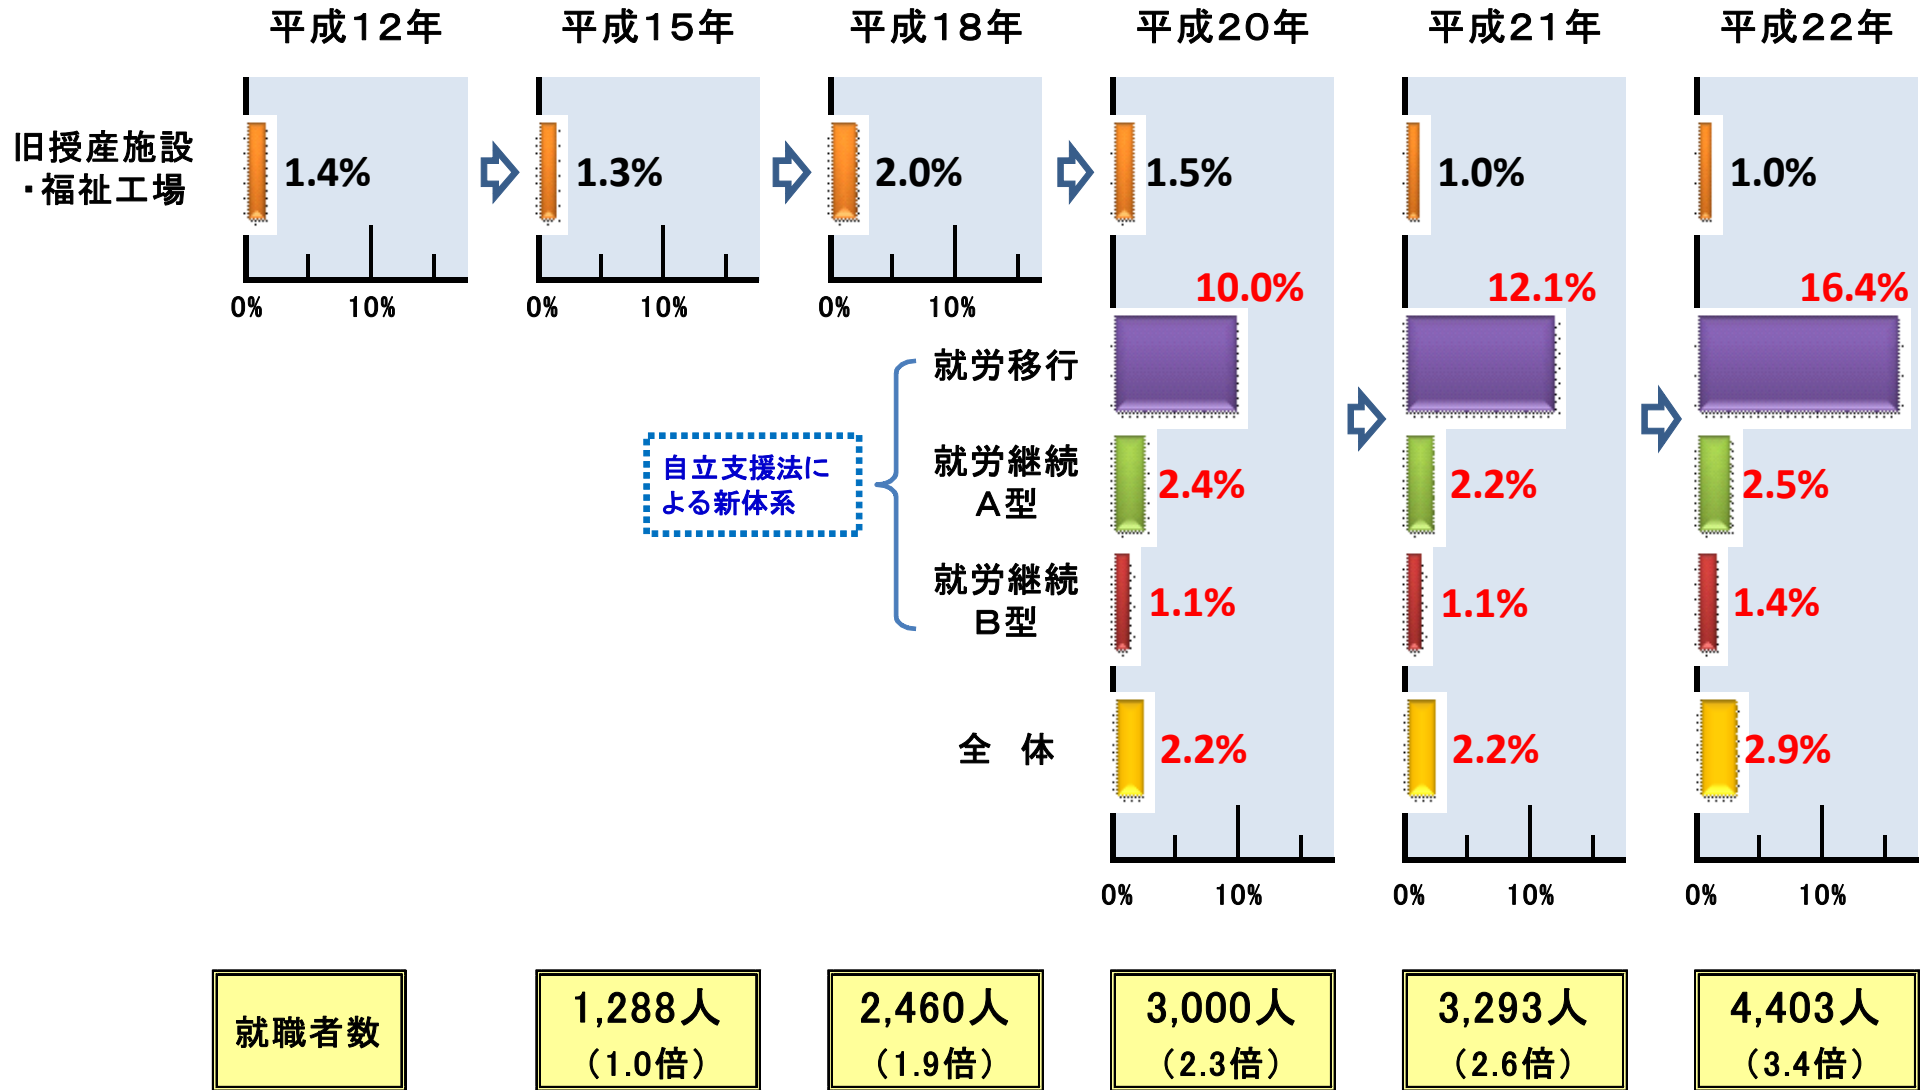 平成12年
平成15年
平成18年
平成20年
平成21年
平成22年
旧授産施設
・福祉工場
1.4%
1.3%
2.0%
1.5%
1.0%
1.0%
0%
10%
0%
10%
0%
10%
10.0%
12.1%
16.4%
就労移行
自立支援法に
よる新体系
就労継続
A型
2.4%
2.2%
2.5%
就労継続
B型
1.1%
1.1%
1.4%
全 体
2.2%
2.2%
2.9%
0%
10%
0%
10%
0%
10%
就職者数
1,288人
(1.0倍)
2,460人
(1.9倍)
3,000人
(2.3倍)
3,293人
(2.6倍)
4,403人
(3.4倍)